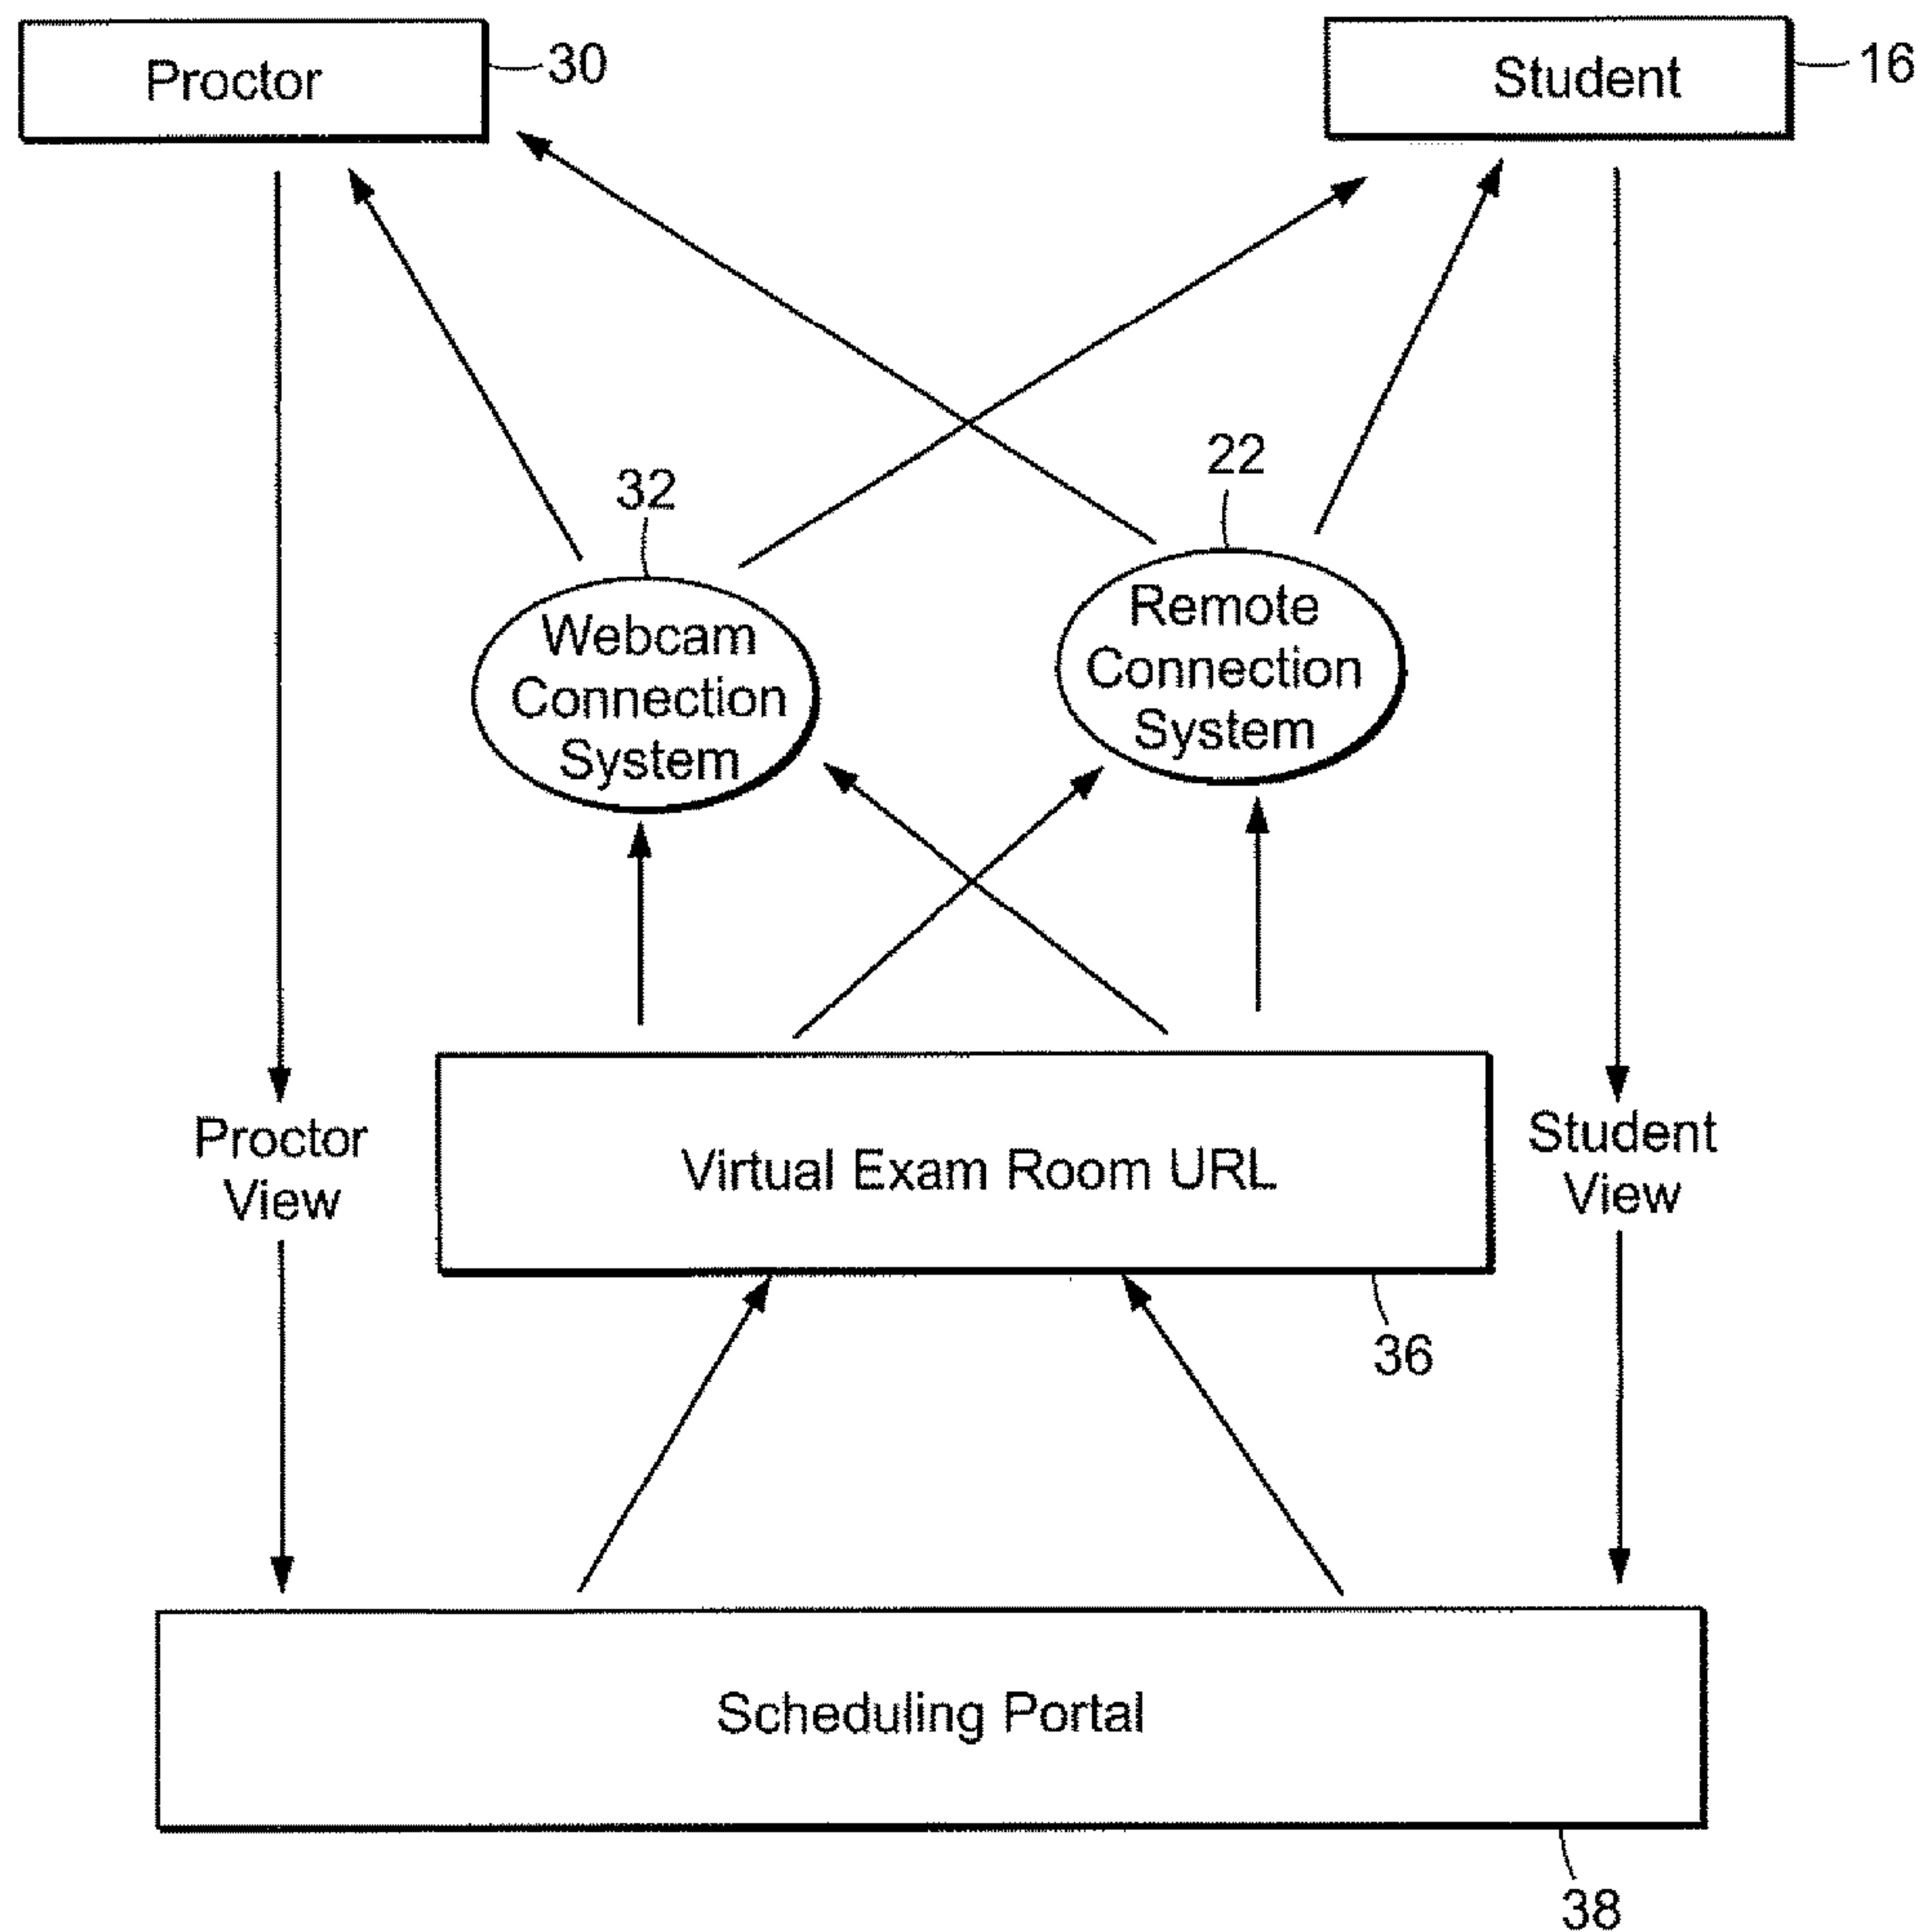 Proctor
30
Student
16
32
22
Webcam
Connection
System
Remote
Connection
System
Proctor
View
Virtual Exam Room URL
Student
View
36
Scheduling Portal
38